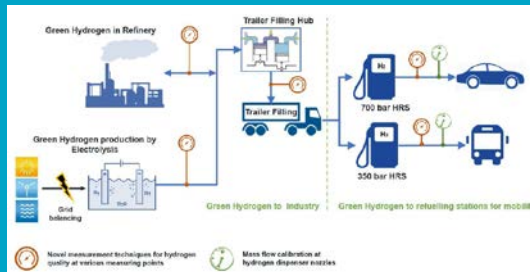 Green Hydrogen in Refinery
Trailer Filling Hub
Trailer Filling
H₂
700 bar HRS
H₂
350 bar HRS
Green Hydrogen production by
Electrolysis
Grid
balancing
Green Hydrogen to Industry
Green Hydrogen to refuelling stations for mobili
Novel measurement techniques for hydrogen
quality at various measuring points
Mass flow calibration at
hydrogen dispenser nozzles